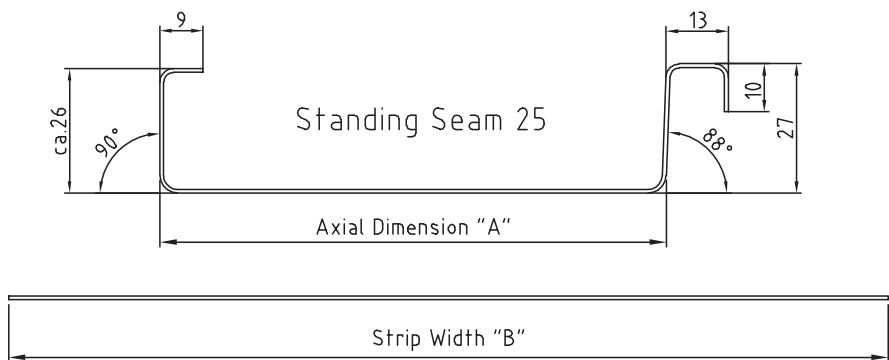 9
13
ca.26
90°
Standing Seam 25
10
27
88°
Axial Dimension "A"
Strip Width "B"